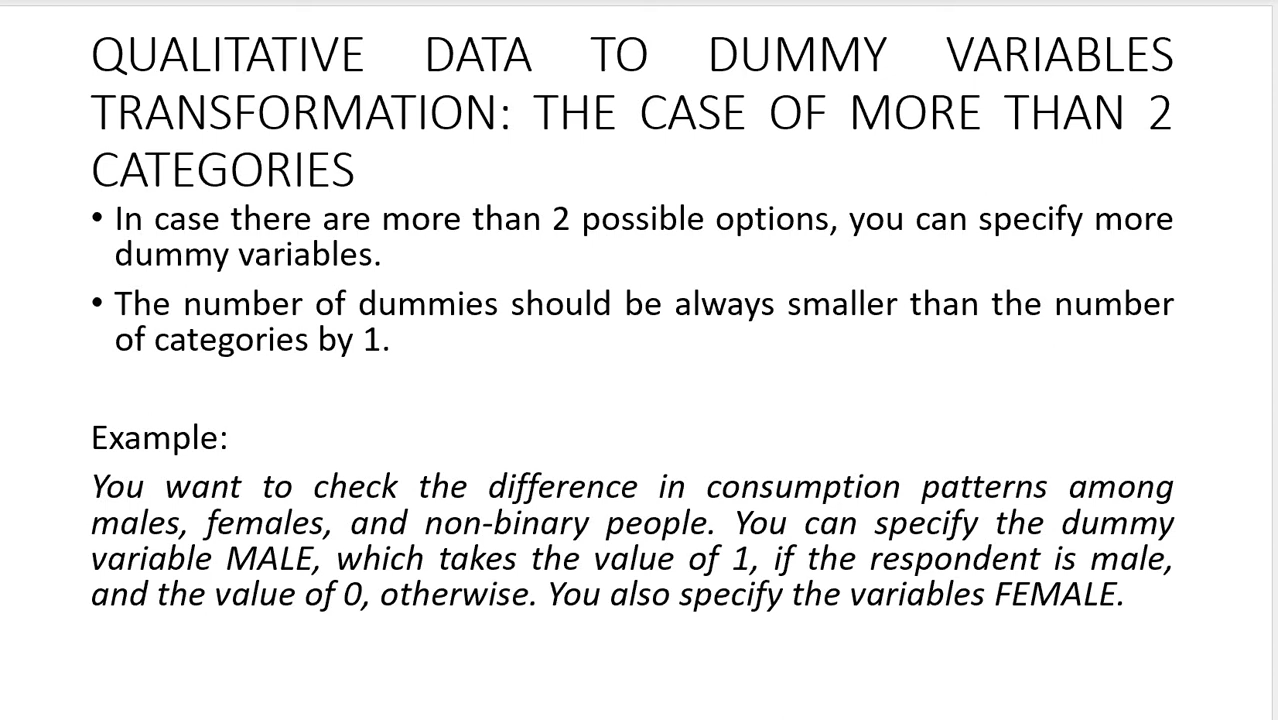 QUALITATIVE DATA TO DUMMY VARIABLES
TRANSFORMATION: THE CASE OF MORE THAN 2
CATEGORIES
• In case there are more than 2 possible options, you can specify more
dummy variables.
• The number of dummies should be always smaller than the number
of categories by 1.
Example:
You want to check the difference in consumption patterns among
males, females, and non-binary people. You can specify the dummy
variable MALE, which takes the value of 1, if the respondent is male,
and the value of 0, otherwise. You also specify the variables FEMALE.